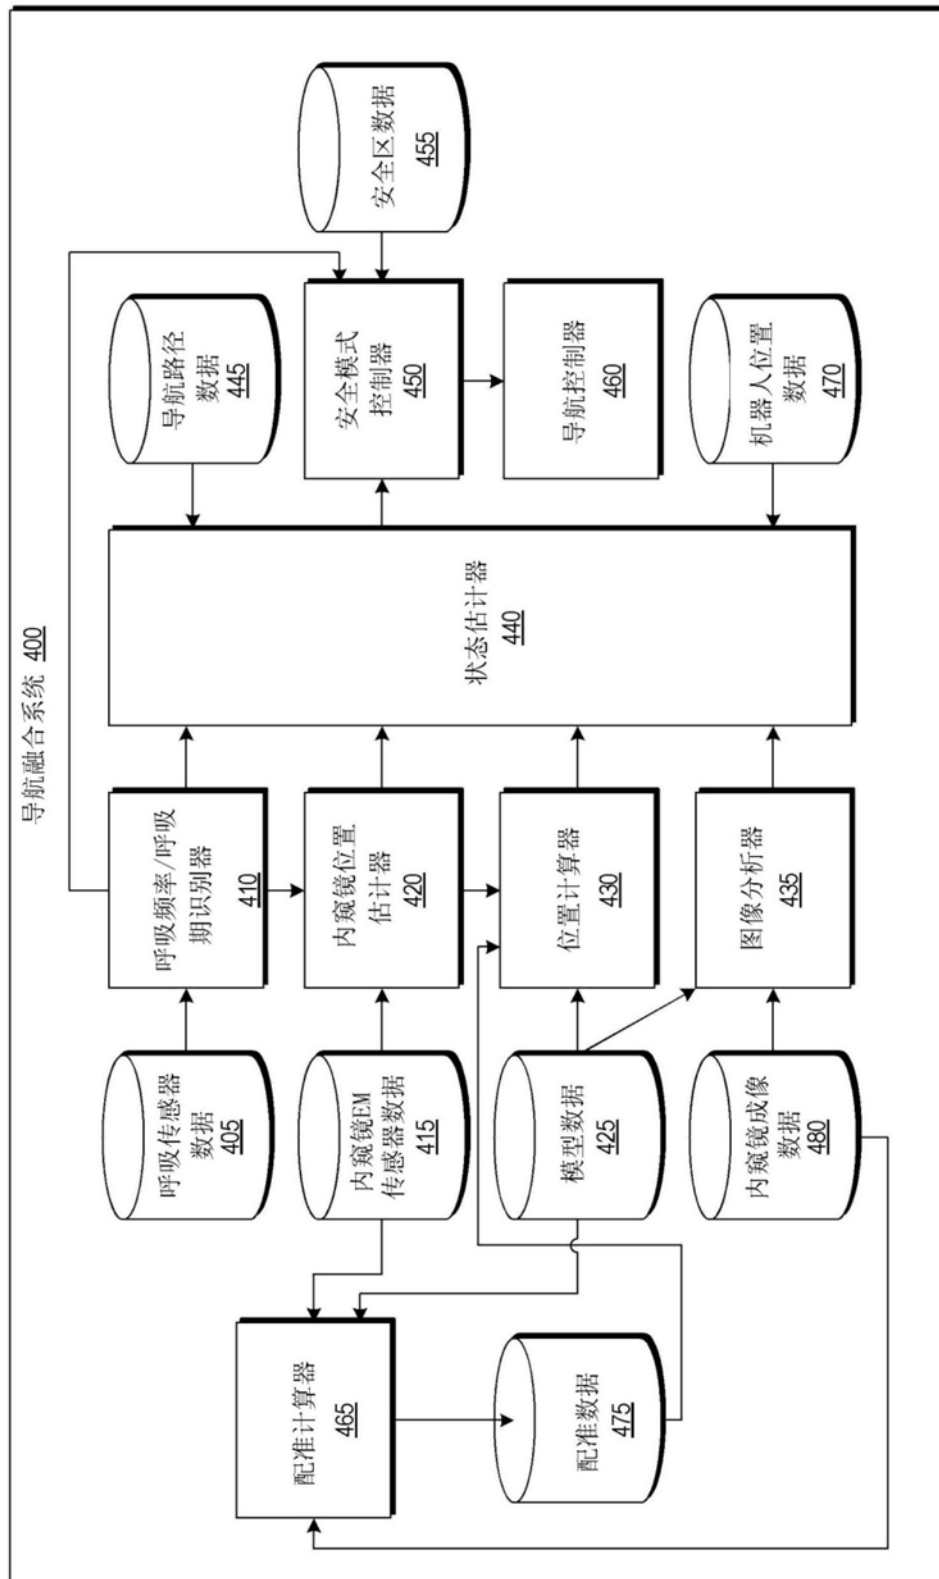 导航融合系统 400
呼吸传感器
数据
405
呼吸频率/呼吸
期识别器
410
导航路径
数据
445
内窥镜EM
传感器数据
415
内窥镜位置
估计器
420
状态估计器
440
安全模式
控制器
450
安全区数据
455
配准计算器
465
模型数据
425
位置计算器
430
导航控制器
460
配准数据
475
内窥镜成像
数据
480
图像分析器
435
机器人位置
数据
470